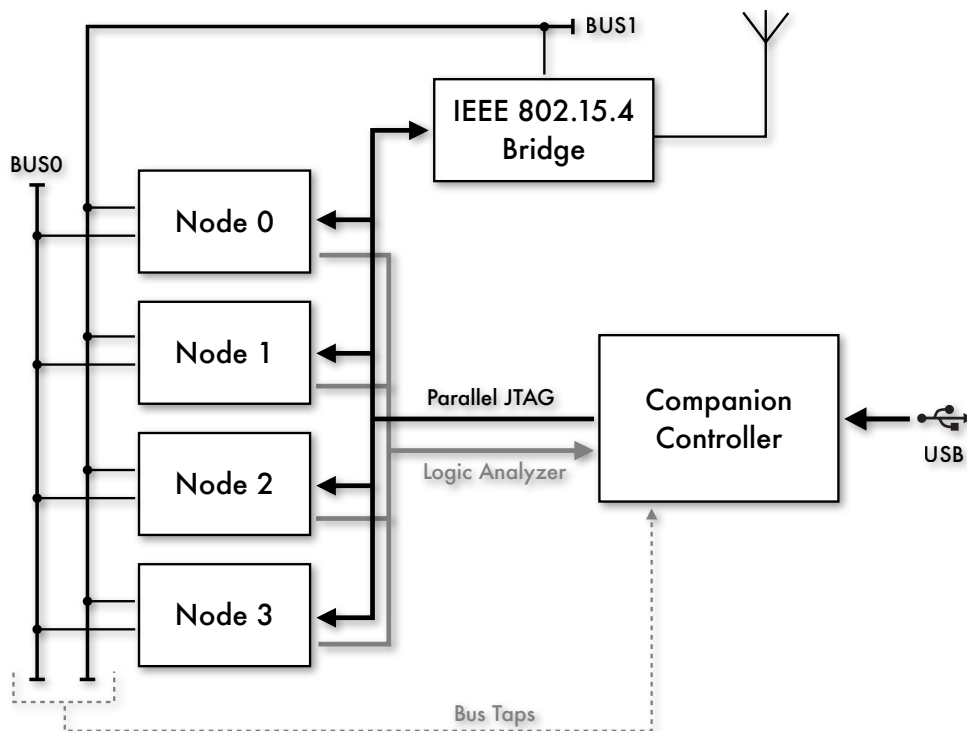 BUS1
IEEE 802.15.4
Bridge
BUS0
Node 0
Node 1
Parallel JTAG
Companion
Controller
Logic Analyzer
USB
Node 2
Node 3
Bus Taps